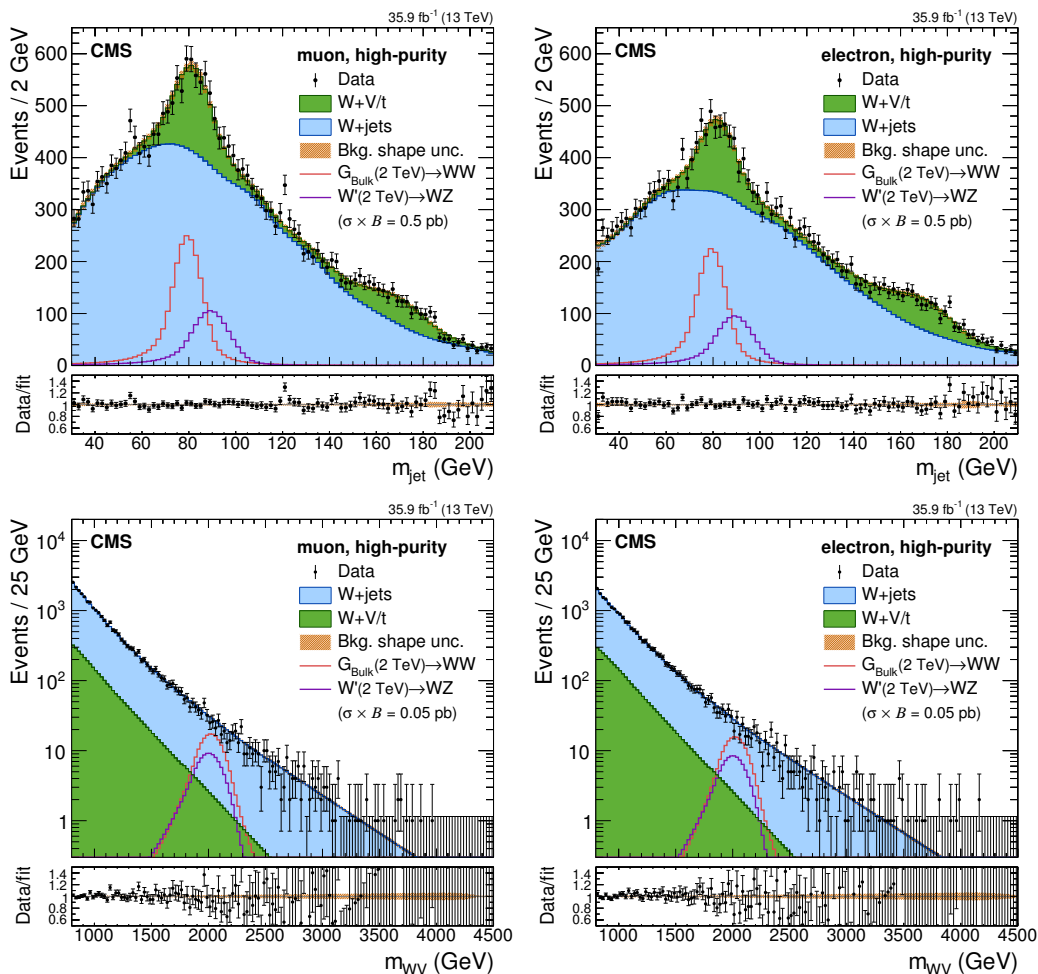 35.9 fb⁻¹ (13 TeV)
CMS
muon, high-purity
Data
W+V/t
W+jets
Bkg. shape unc.
G_Bulk(2 TeV)→WW
W'(2 TeV)→WZ
(σ × B = 0.5 pb)
Events / 2 GeV
600
500
400
300
200
100
0
Data/fit
1.4
1.2
1
0.8
0.6
40 60 80 100 120 140 160 180 200
m_jet (GeV)
35.9 fb⁻¹ (13 TeV)
CMS
electron, high-purity
Data
W+V/t
W+jets
Bkg. shape unc.
G_Bulk(2 TeV)→WW
W'(2 TeV)→WZ
(σ × B = 0.5 pb)
Events / 2 GeV
600
500
400
300
200
100
0
Data/fit
1.4
1.2
1
0.8
0.6
40 60 80 100 120 140 160 180 200
m_jet (GeV)
35.9 fb⁻¹ (13 TeV)
CMS
muon, high-purity
Data
W+jets
W+V/t
Bkg. shape unc.
G_Bulk(2 TeV)→WW
W'(2 TeV)→WZ
(σ × B = 0.05 pb)
Events / 25 GeV
10⁴
10³
10²
10
1
Data/fit
1.4
1.2
1
0.8
0.6
1000 1500 2000 2500 3000 3500 4000 4500
m_WV (GeV)
35.9 fb⁻¹ (13 TeV)
CMS
electron, high-purity
Data
W+jets
W+V/t
Bkg. shape unc.
G_Bulk(2 TeV)→WW
W'(2 TeV)→WZ
(σ × B = 0.05 pb)
Events / 25 GeV
10⁴
10³
10²
10
1
Data/fit
1.4
1.2
1
0.8
0.6
1000 1500 2000 2500 3000 3500 4000 4500
m_WV (GeV)